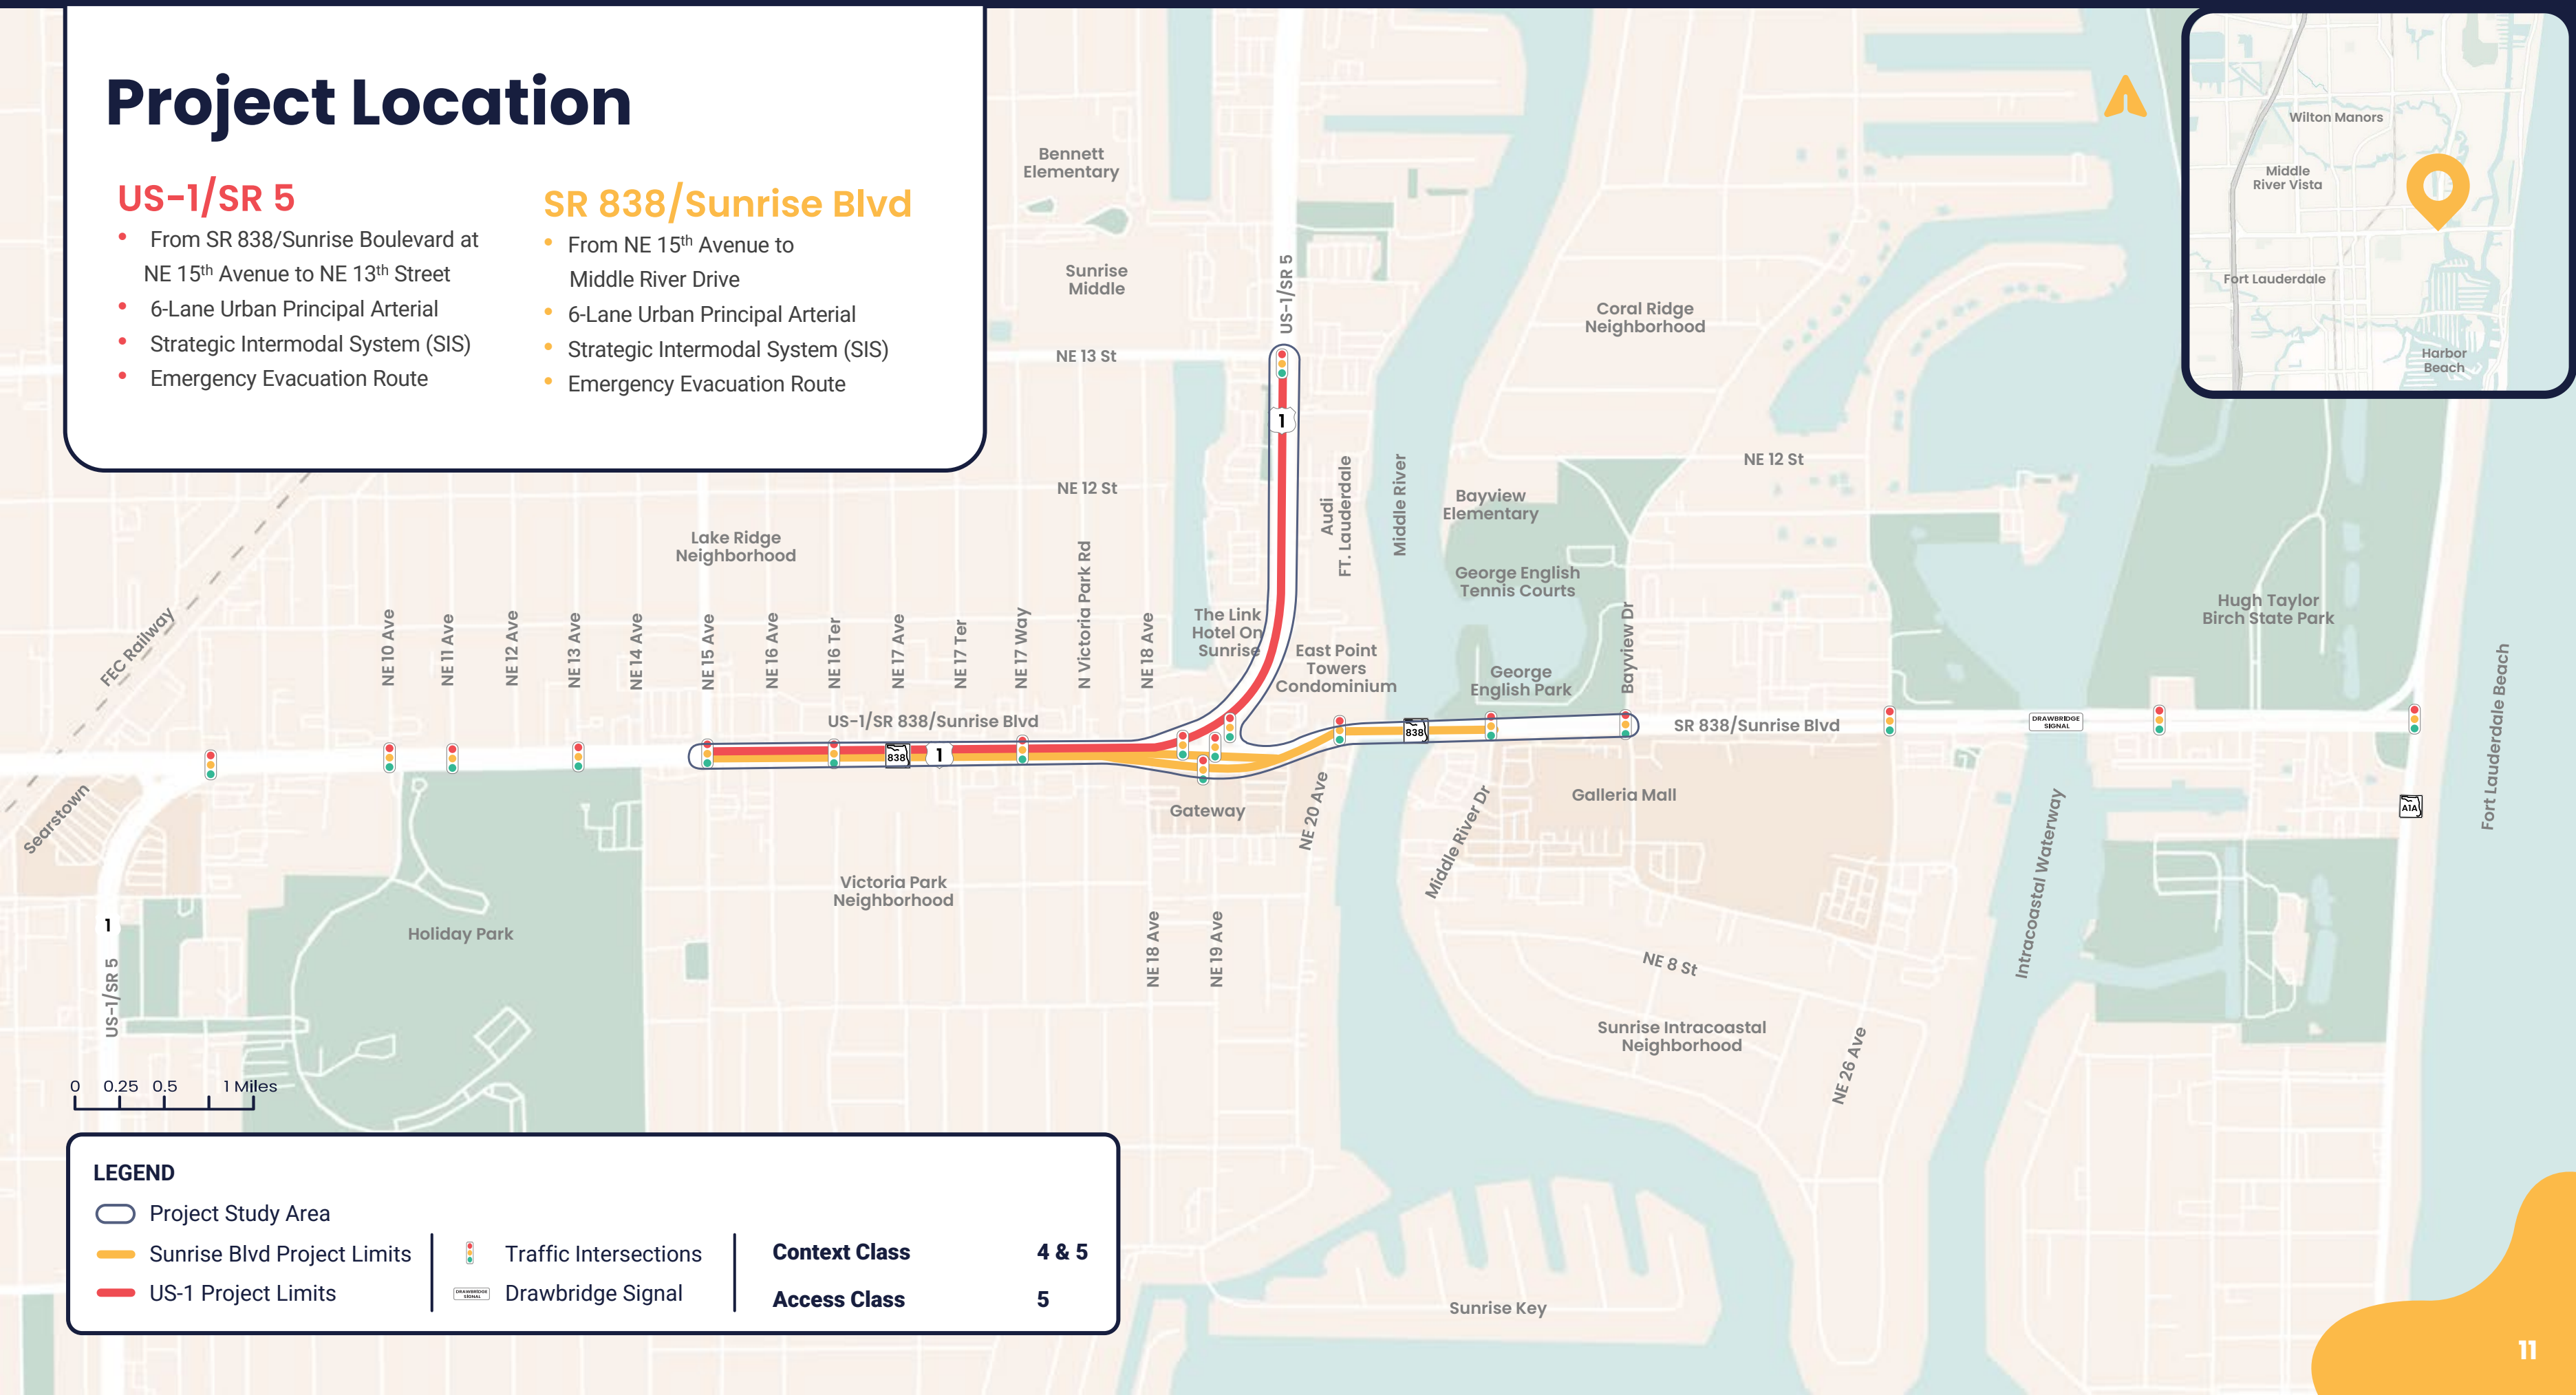 Project Location
US-1/SR 5
From SR 838/Sunrise Boulevard at
NE 15th Avenue to NE 13th Street
6-Lane Urban Principal Arterial
Strategic Intermodal System (SIS)
Emergency Evacuation Route
SR 838/Sunrise Blvd
From NE 15th Avenue to
Middle River Drive
6-Lane Urban Principal Arterial
Strategic Intermodal System (SIS)
Emergency Evacuation Route
Wilton Manors
Middle
River Vista
Fort Lauderdale
Harbor
Beach
Bennett
Elementary
Sunrise
Middle
US-1/SR 5
NE 13 St
1
Coral Ridge
Neighborhood
NE 12 St
NE 12 St
Audi
FT. Lauderdale
Middle River
Bayview
Elementary
Lake Ridge
Neighborhood
George English
Tennis Courts
Hugh Taylor
Birch State Park
FEC Railway
NE 10 Ave
NE 11 Ave
NE 12 Ave
NE 13 Ave
NE 14 Ave
NE 15 Ave
NE 16 Ave
NE 16 Ter
NE 17 Ave
NE 17 Ter
NE 17 Way
N Victoria Park Rd
NE 18 Ave
The Link
Hotel On
Sunrise
East Point
Towers
Condominium
George
English Park
Bayview Dr
US-1/SR 838/Sunrise Blvd
838
1
838
SR 838/Sunrise Blvd
DRAWBRIDGE
SIGNAL
Fort Lauderdale Beach
A1A
Searstown
Gateway
NE 20 Ave
Middle River Dr
Galleria Mall
Intracoastal Waterway
Victoria Park
Neighborhood
Holiday Park
1
US-1/SR 5
NE 18 Ave
NE 19 Ave
NE 8 St
Sunrise Intracoastal
Neighborhood
NE 26 Ave
0 0.25 0.5 1 Miles
LEGEND
Project Study Area
Sunrise Blvd Project Limits
US-1 Project Limits
Traffic Intersections
DRAWBRIDGE
SIGNAL
Drawbridge Signal
Context Class 4 & 5
Access Class 5
Sunrise Key
11